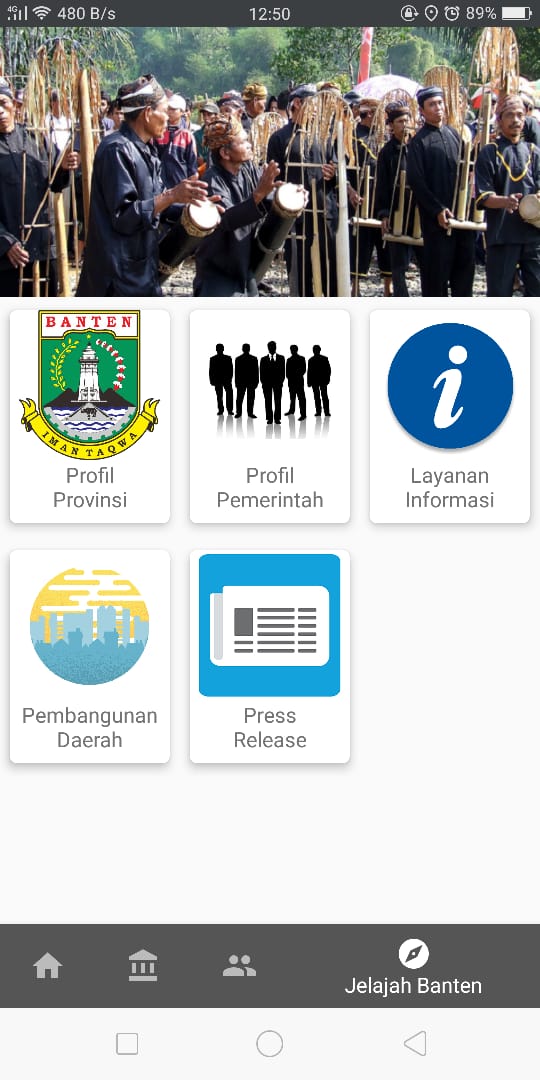 4G 480 B/s 12:50 89%
BANTEN
IMAN TAQWA
Profil
Provinsi
Profil
Pemerintah
Layanan
Informasi
Pembangunan
Daerah
Press
Release
Jelajah Banten